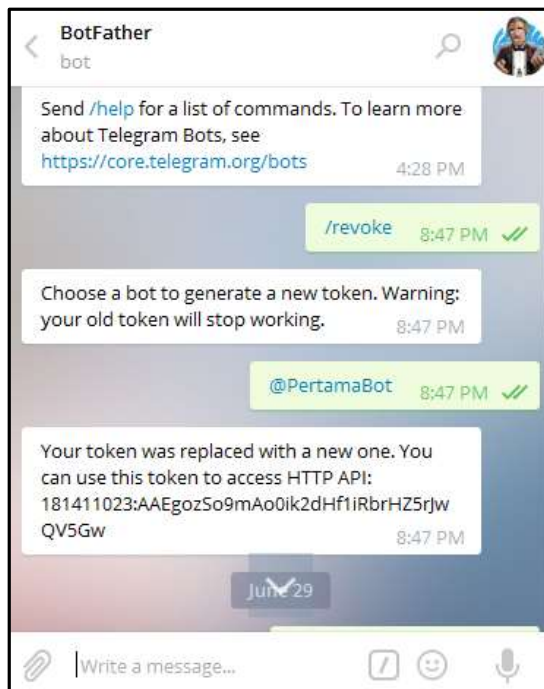 BotFather
bot
Send /help for a list of commands. To learn more
about Telegram Bots, see
https://core.telegram.org/bots
4:28 PM
/revoke 8:47 PM
Choose a bot to generate a new token. Warning:
your old token will stop working.
8:47 PM
@PertamaBot 8:47 PM
Your token was replaced with a new one. You
can use this token to access HTTP API:
181411023:AAEgozSo9mAo0ik2dHf1iRbrHZ5rJw
QV5Gw
8:47 PM
June 29
Write a message...